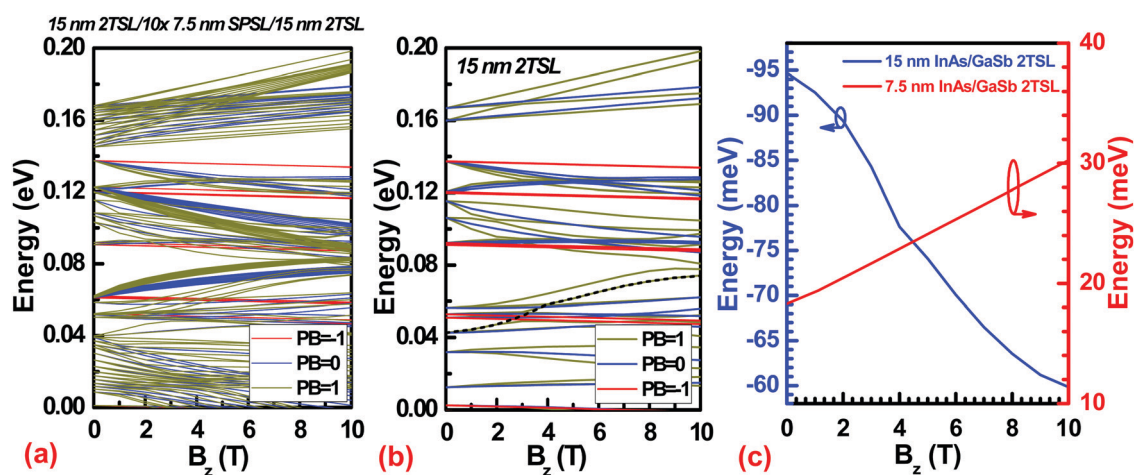 15 nm 2TSL/10x 7.5 nm SPSL/15 nm 2TSL
0.20
0.16
0.12
0.08
0.04
0.00
Energy (eV)
PB=-1
PB=0
PB=1
0 2 4 6 8 10
B_z (T)
(a)
15 nm 2TSL
0.20
0.16
0.12
0.08
0.04
0.00
Energy (eV)
PB=1
PB=0
PB=-1
0 2 4 6 8 10
B_z (T)
(b)
15 nm InAs/GaSb 2TSL
7.5 nm InAs/GaSb 2TSL
-95
-90
-85
-80
-75
-70
-65
-60
Energy (meV)
40
30
20
10
Energy (meV)
0 2 4 6 8 10
B_z (T)
(c)